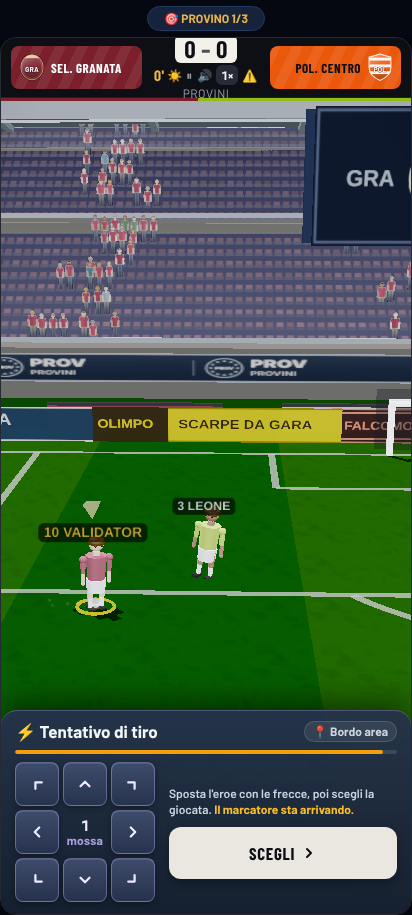 🎯 PROVINO 1/3
GRA SEL. GRANATA
0 - 0
0' ☀️ ⏸ 🔊 1× ⚠️
PROVINI
POL. CENTRO POL
GRA
PROV
PROVINI
PROV
PROVINI
A
OLIMPO
SCARPE DA GARA
FALCOMO
3 LEONE
10 VALIDATOR
⚡ Tentativo di tiro
📍 Bordo area
1
mossa
Sposta l'eroe con le frecce, poi scegli la
giocata. Il marcatore sta arrivando.
SCEGLI